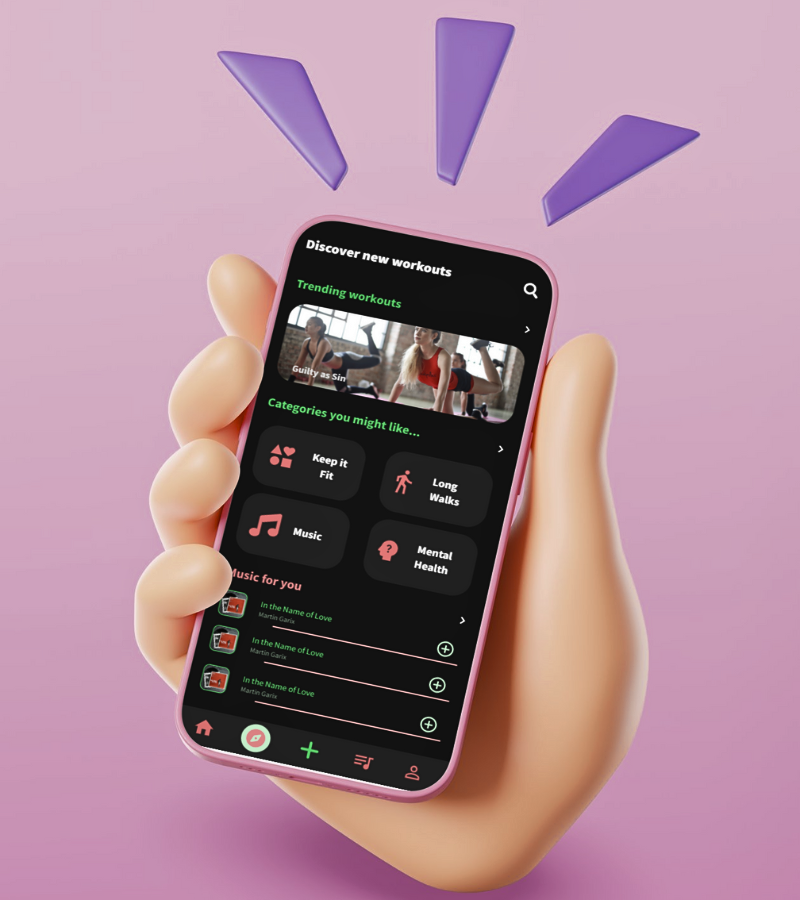 Discover new workouts
Trending workouts
Guilty as Sin
Categories you might like...
Keep it
Fit
Long
Walks
Music
Mental
Health
Music for you
In the Name of Love
Martin Garix
In the Name of Love
Martin Garix
In the Name of Love
Martin Garix